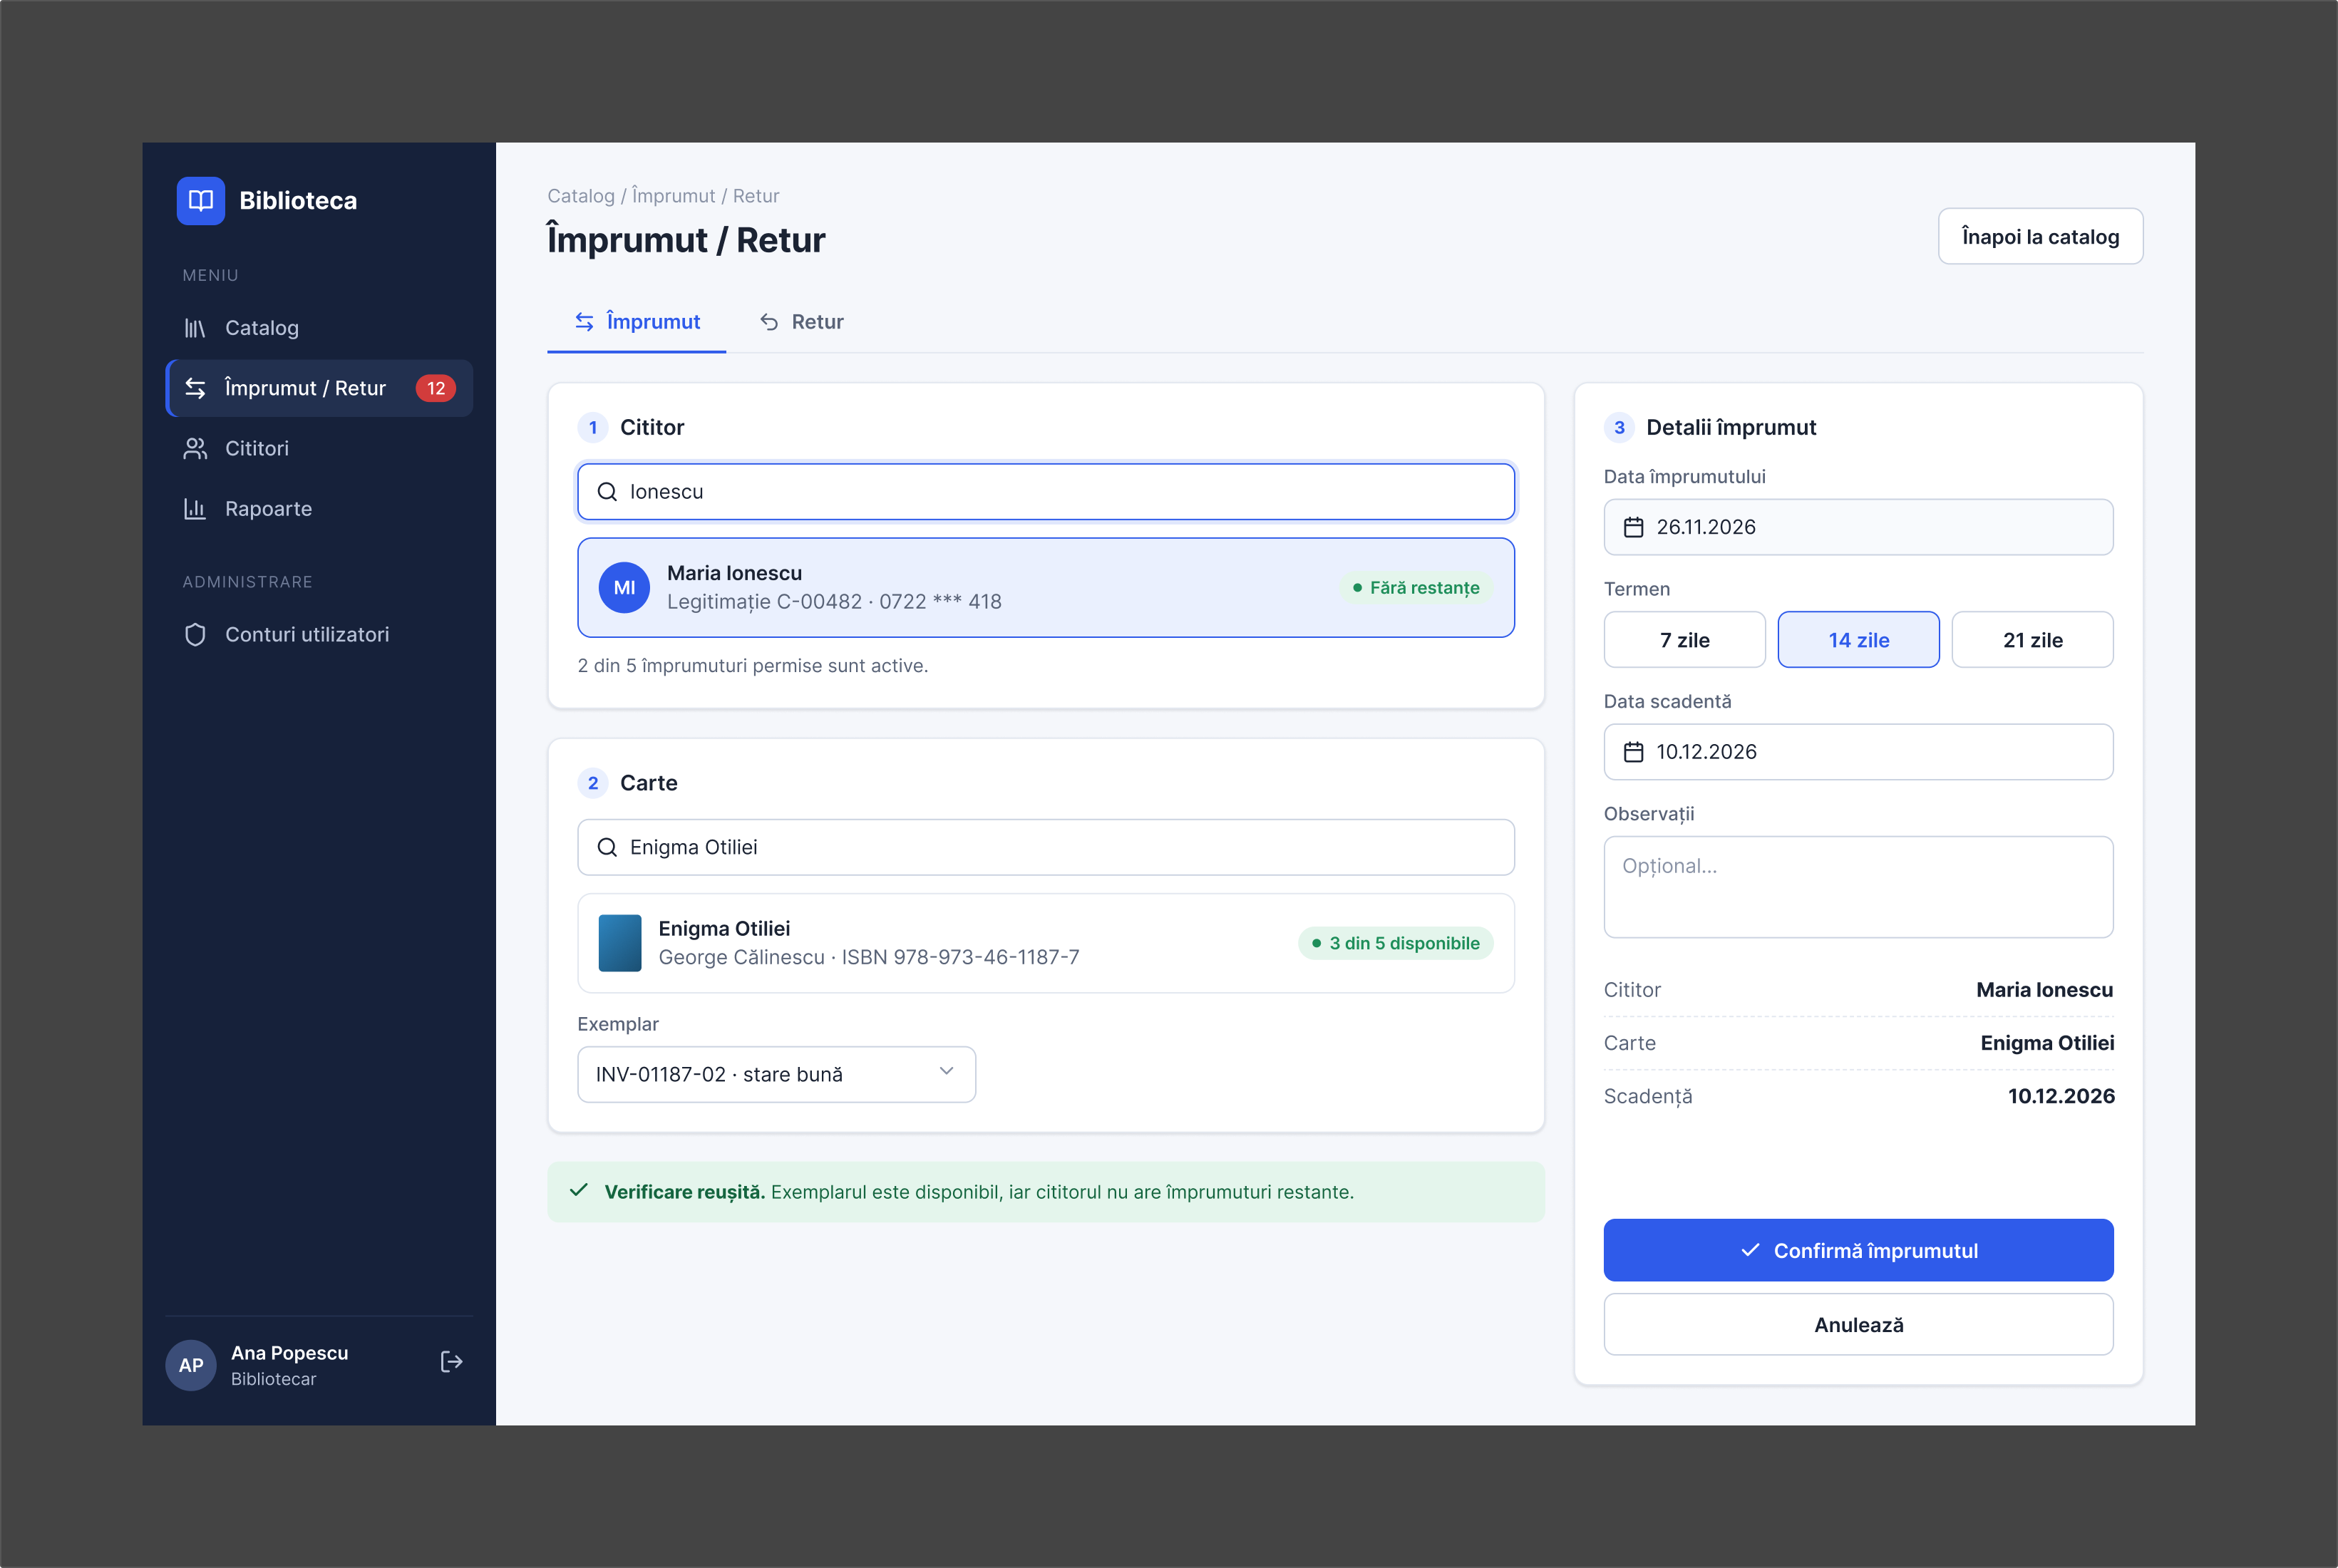 Biblioteca
MENIU
Catalog
Împrumut / Retur 12
Cititori
Rapoarte
ADMINISTRARE
Conturi utilizatori
AP
Ana Popescu
Bibliotecar
Catalog / Împrumut / Retur
Împrumut / Retur
Înapoi la catalog
Împrumut
Retur
1 Cititor
Ionescu
MI
Maria Ionescu
Legitimație C-00482 · 0722 *** 418
Fără restanțe
2 din 5 împrumuturi permise sunt active.
2 Carte
Enigma Otiliei
Enigma Otiliei
George Călinescu · ISBN 978-973-46-1187-7
3 din 5 disponibile
Exemplar
INV-01187-02 · stare bună
Verificare reușită. Exemplarul este disponibil, iar cititorul nu are împrumuturi restante.
3 Detalii împrumut
Data împrumutului
26.11.2026
Termen
7 zile
14 zile
21 zile
Data scadentă
10.12.2026
Observații
Opțional...
Cititor Maria Ionescu
Carte Enigma Otiliei
Scadență 10.12.2026
Confirmă împrumutul
Anulează